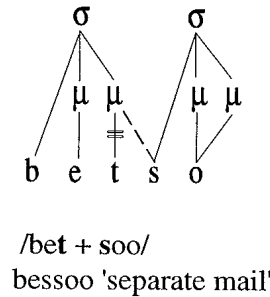 σ σ
μ μ μ μ
b e t s o
/bet + soo/
bessoo 'separate mail'